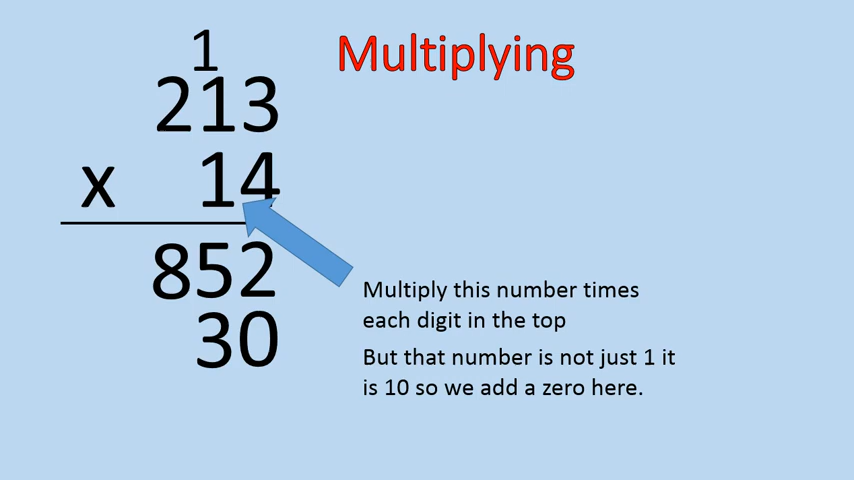 1
Multiplying
213
x 14
852
30
Multiply this number times
each digit in the top
But that number is not just 1 it
is 10 so we add a zero here.